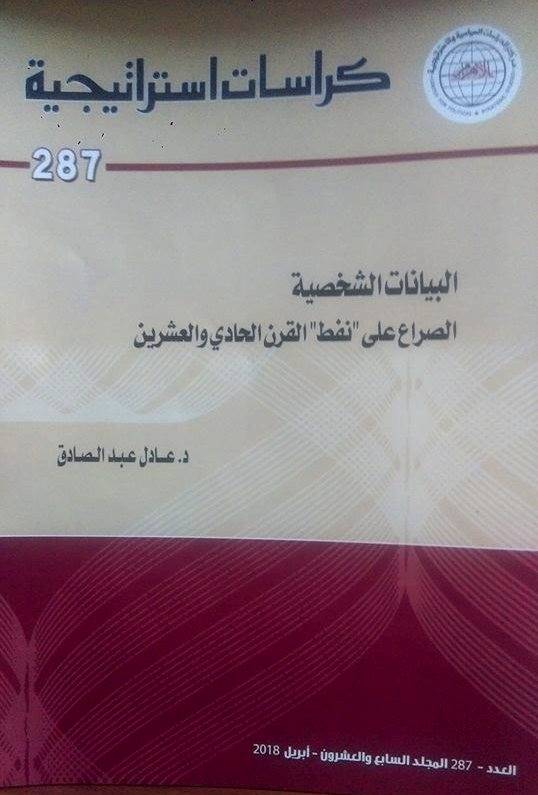 كراسات استراتيجية
الأهرام
287
البيانات الشخصية
الصراع على "نفط" القرن الحادي والعشرين
د. عادل عبد الصادق
العدد - 287 المجلد السابع والعشرون - أبريل 2018